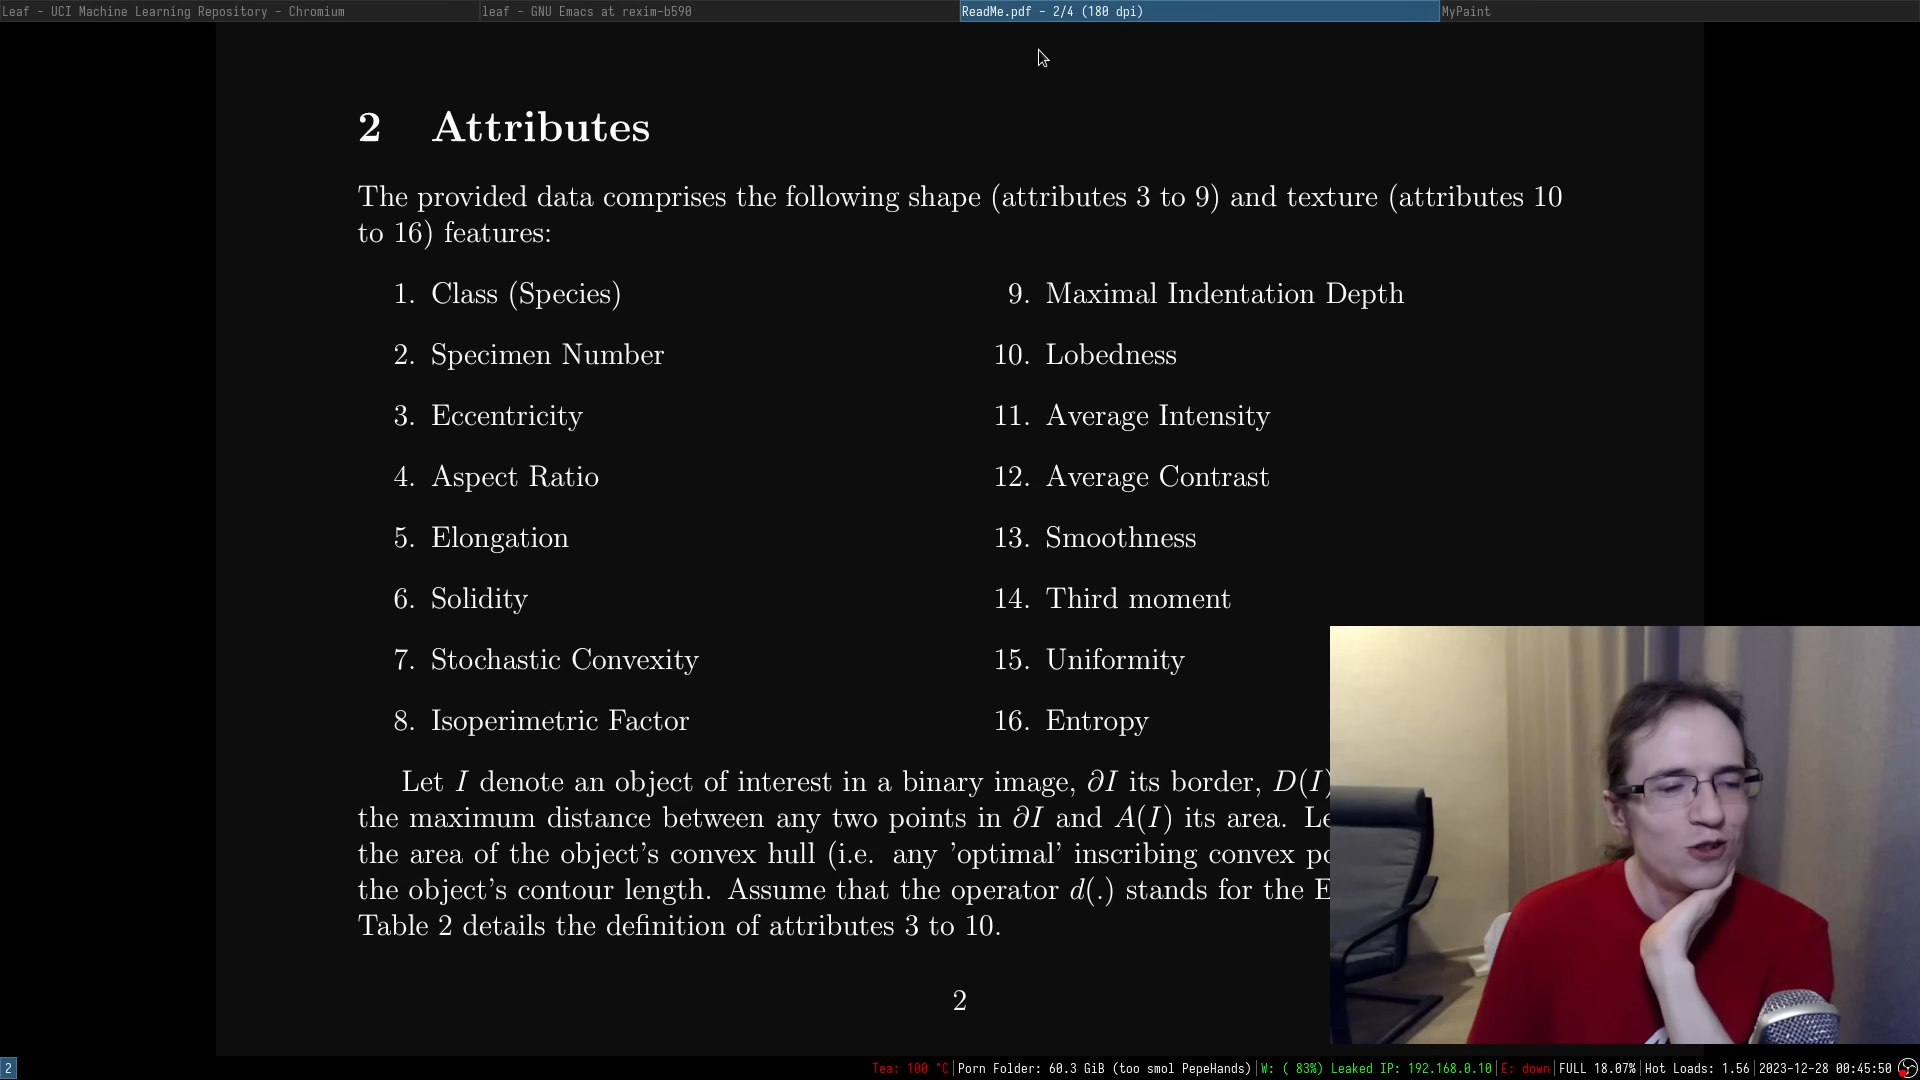 Leaf - UCI Machine Learning Repository - Chromium
leaf - GNU Emacs at rexim-b590
ReadMe.pdf - 2/4 (180 dpi)
MyPaint
2 Attributes
The provided data comprises the following shape (attributes 3 to 9) and texture (attributes 10
to 16) features:
1. Class (Species)
2. Specimen Number
3. Eccentricity
4. Aspect Ratio
5. Elongation
6. Solidity
7. Stochastic Convexity
8. Isoperimetric Factor
9. Maximal Indentation Depth
10. Lobedness
11. Average Intensity
12. Average Contrast
13. Smoothness
14. Third moment
15. Uniformity
16. Entropy
Let I denote an object of interest in a binary image, ∂I its border, D(I)
the maximum distance between any two points in ∂I and A(I) its area. Le
the area of the object's convex hull (i.e. any 'optimal' inscribing convex po
the object's contour length. Assume that the operator d(.) stands for the E
Table 2 details the definition of attributes 3 to 10.
2
2
Tea: 100 °C|Porn Folder: 60.3 GiB (too smol PepeHands)|W: ( 83%) Leaked IP: 192.168.0.10|E: down|FULL 18.07%|Hot Loads: 1.56|2023-12-28 00:45:50